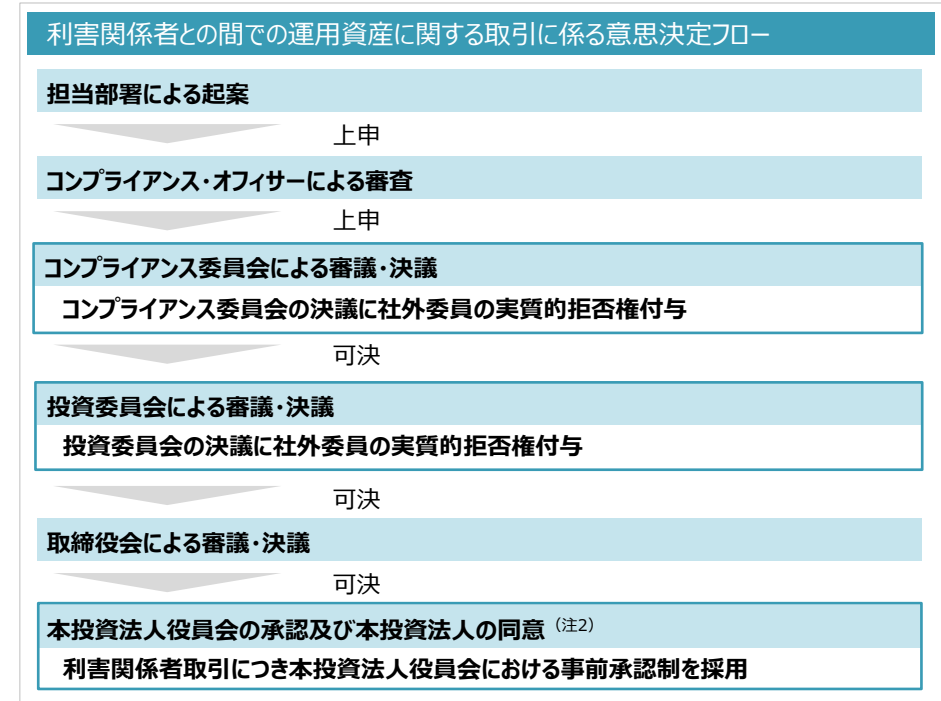 利害関係者との間での運用資産に関する取引に係る意思決定フロー
担当部署による起案
上申
コンプライアンス・オフィサーによる審査
上申
コンプライアンス委員会による審議・決議
コンプライアンス委員会の決議に社外委員の実質的拒否権付与
可決
投資委員会による審議・決議
投資委員会の決議に社外委員の実質的拒否権付与
可決
取締役会による審議・決議
可決
本投資法人役員会の承認及び本投資法人の同意（注2）
利害関係者取引につき本投資法人役員会における事前承認制を採用